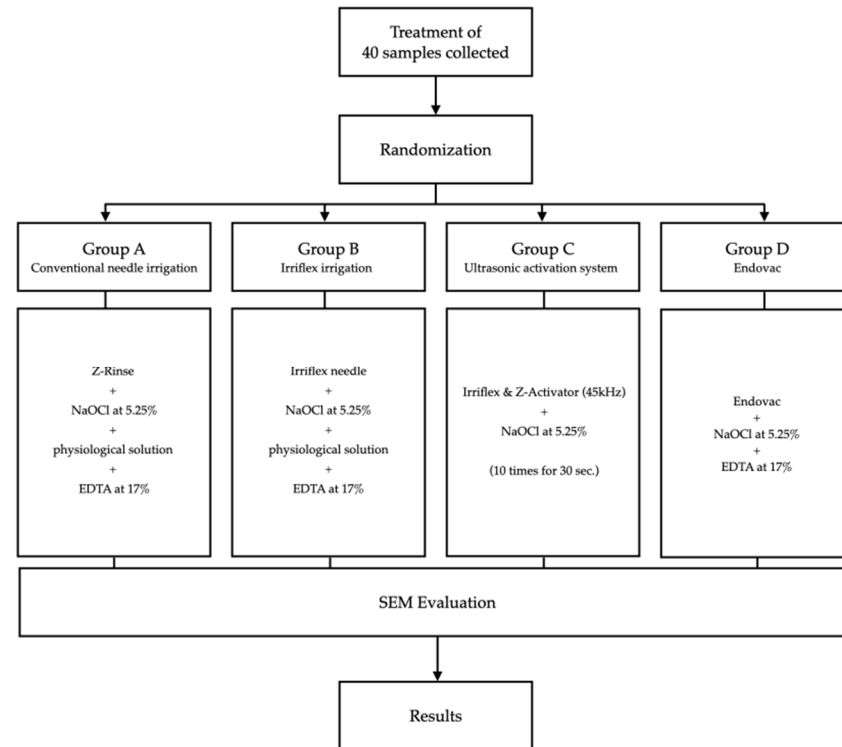 Treatment of
40 samples collected
Randomization
Group A
Conventional needle irrigation
Group B
Irriflex irrigation
Group C
Ultrasonic activation system
Group D
Endovac
Z-Rinse
+
NaOCl at 5.25%
+
physiological solution
+
EDTA at 17%
Irriflex needle
+
NaOCl at 5.25%
+
physiological solution
+
EDTA at 17%
Irriflex & Z-Activator (45kHz)
+
NaOCl at 5.25%
(10 times for 30 sec.)
Endovac
+
NaOCl at 5.25%
+
EDTA at 17%
SEM Evaluation
Results